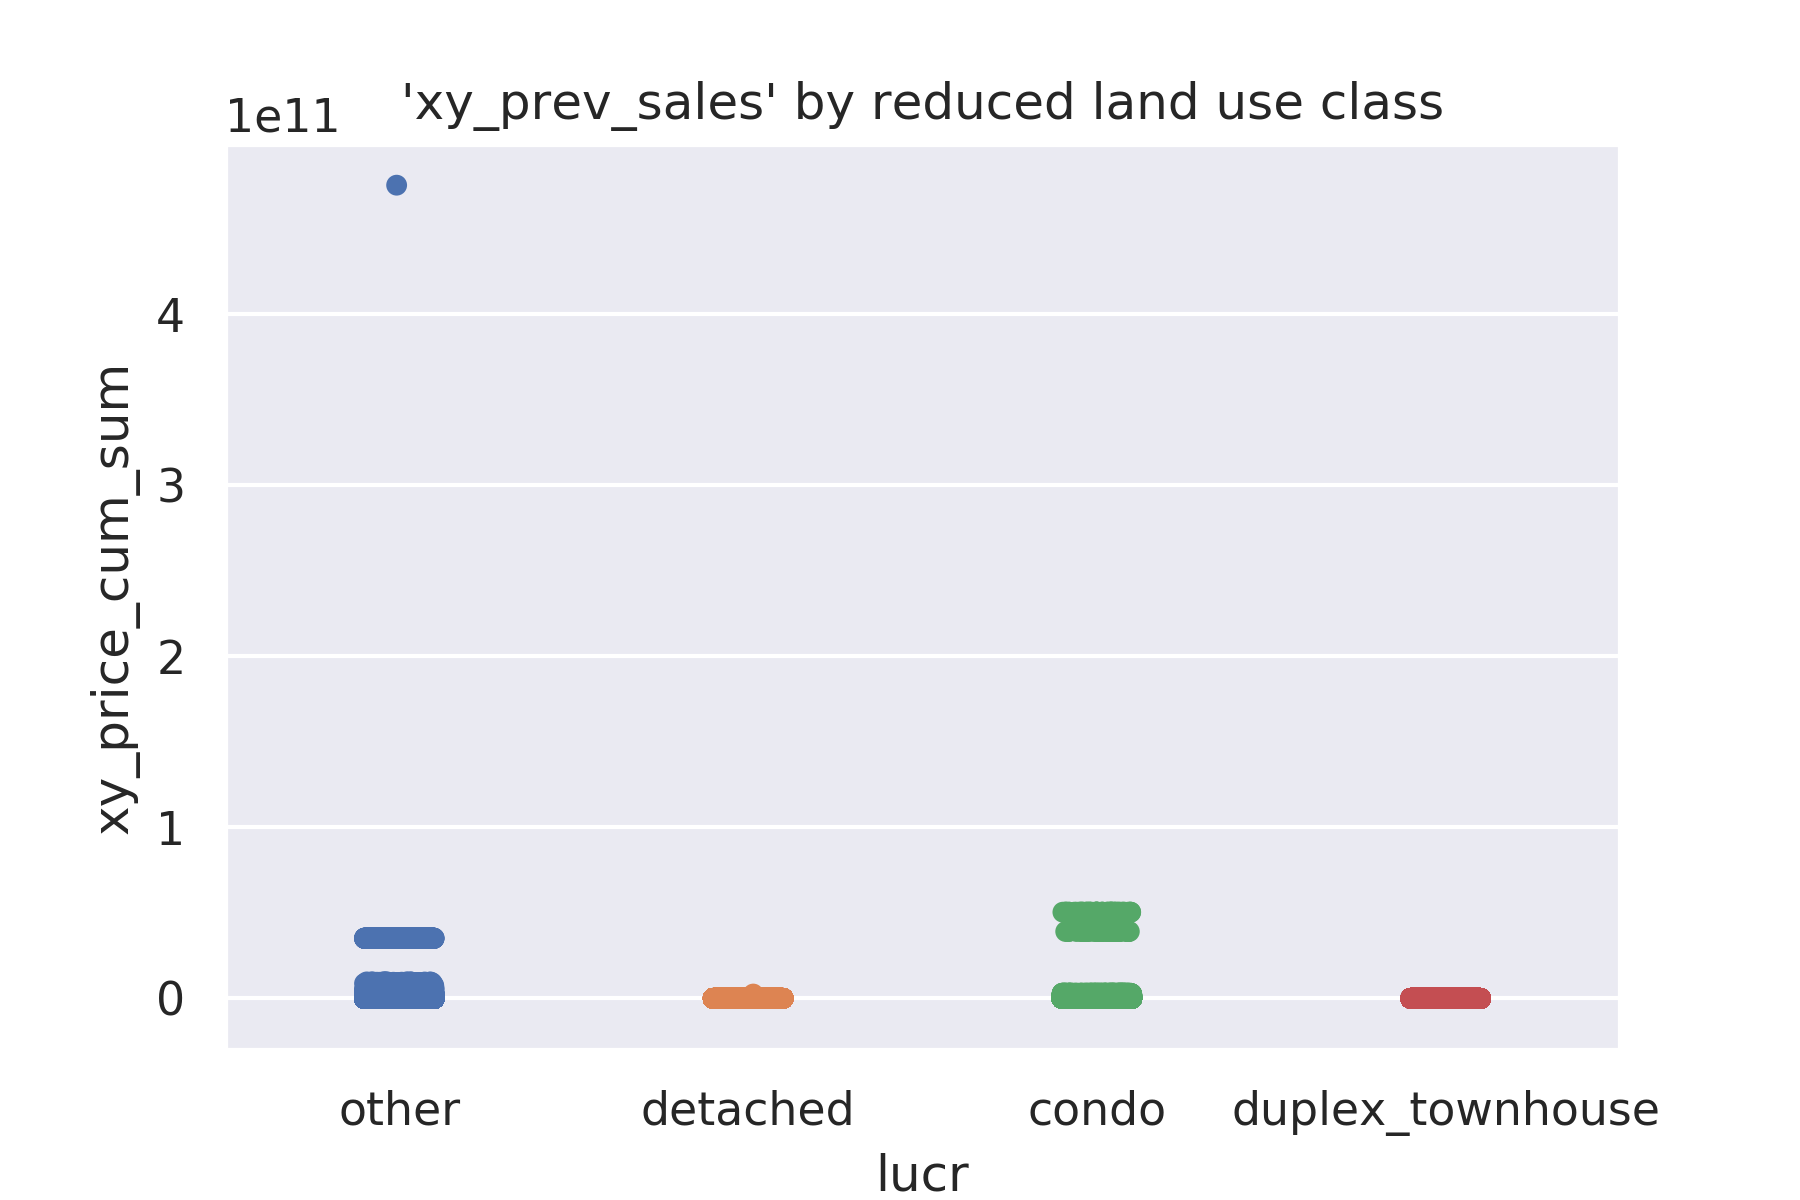 'xy_prev_sales' by reduced land use class
1e11
xy_price_cum_sum
4
3
2
1
0
other
detached
condo
duplex_townhouse
lucr